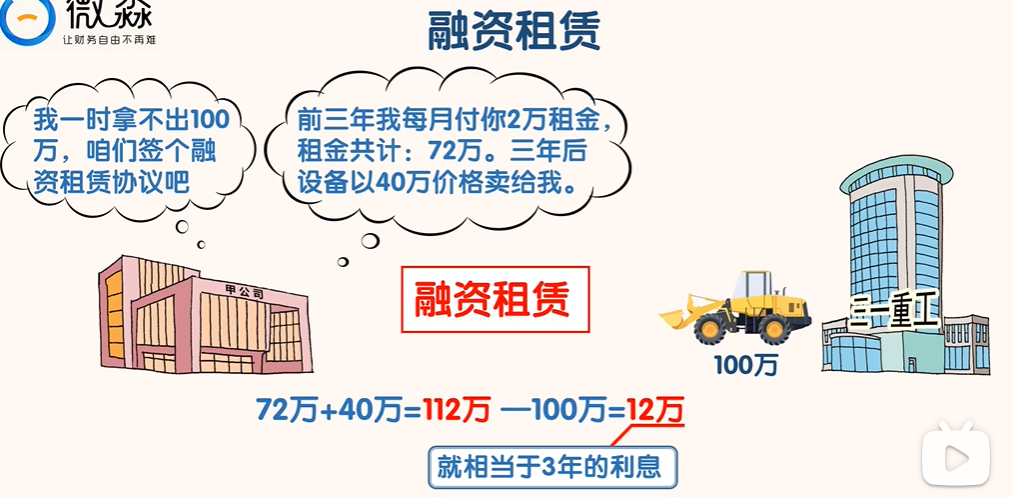 微淼
让财务自由不再难
融资租赁
我一时拿不出100
万，咱们签个融
资租赁协议吧
前三年我每月付你2万租金，
租金共计：72万。三年后
设备以40万价格卖给我。
甲公司
融资租赁
三一重工
100万
72万+40万=112万 —100万=12万
就相当于3年的利息